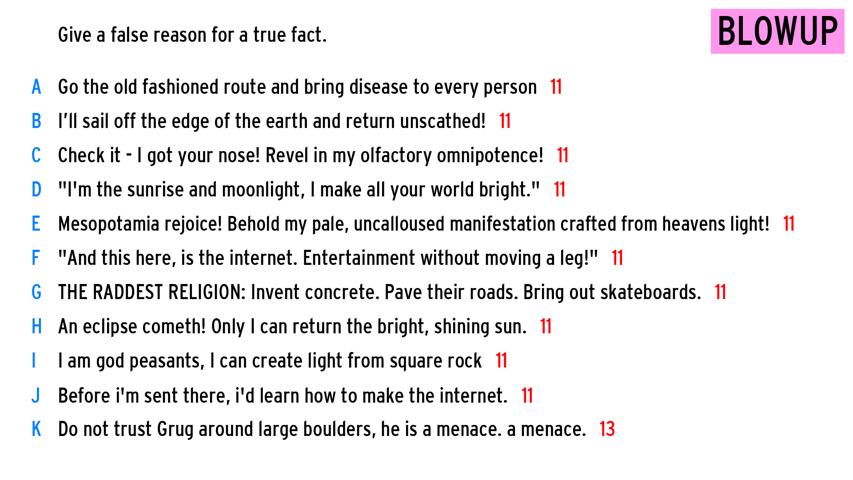 Give a false reason for a true fact.
BLOWUP
A Go the old fashioned route and bring disease to every person 11
B I'll sail off the edge of the earth and return unscathed! 11
C Check it - I got your nose! Revel in my olfactory omnipotence! 11
D "I'm the sunrise and moonlight, I make all your world bright." 11
E Mesopotamia rejoice! Behold my pale, uncalloused manifestation crafted from heavens light! 11
F "And this here, is the internet. Entertainment without moving a leg!" 11
G THE RADDEST RELIGION: Invent concrete. Pave their roads. Bring out skateboards. 11
H An eclipse cometh! Only I can return the bright, shining sun. 11
I I am god peasants, I can create light from square rock 11
J Before i'm sent there, i'd learn how to make the internet. 11
K Do not trust Grug around large boulders, he is a menace. a menace. 13